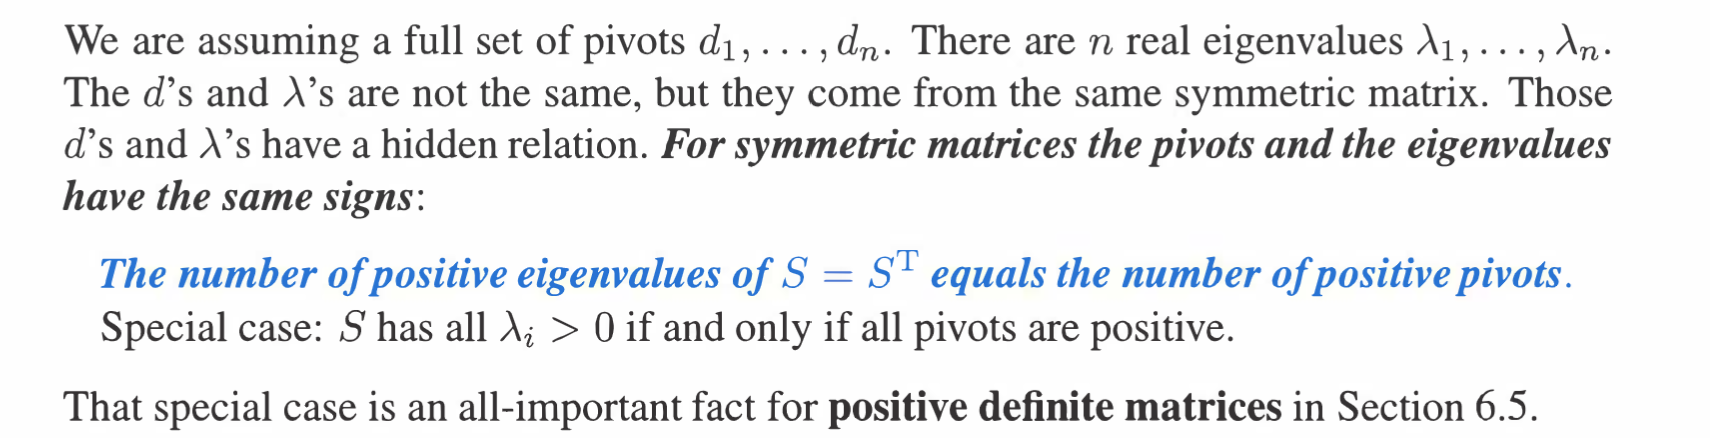 We are assuming a full set of pivots d₁, . . . , dₙ. There are n real eigenvalues λ₁, . . . , λₙ.
The d’s and λ’s are not the same, but they come from the same symmetric matrix. Those
d’s and λ’s have a hidden relation. For symmetric matrices the pivots and the eigenvalues
have the same signs:
The number of positive eigenvalues of S = Sᵀ equals the number of positive pivots.
Special case: S has all λᵢ > 0 if and only if all pivots are positive.
That special case is an all-important fact for positive definite matrices in Section 6.5.